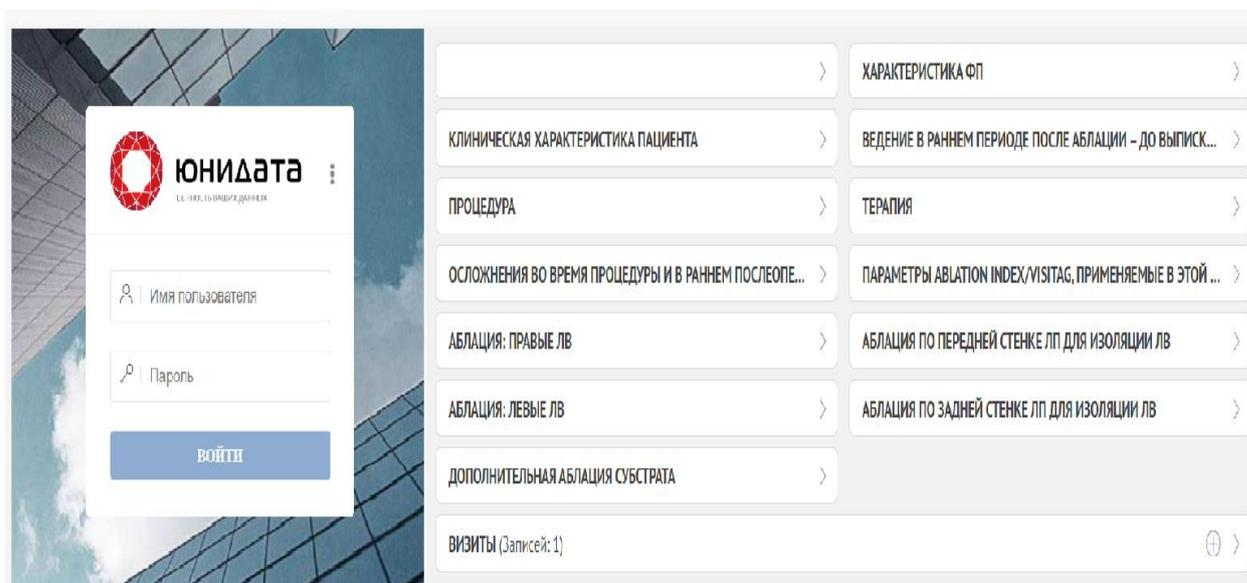 ЮНИДАТА
ЦЕННОСТЬ ВАШИХ ДАННЫХ
Имя пользователя
Пароль
ВОЙТИ
ХАРАКТЕРИСТИКА ФП
КЛИНИЧЕСКАЯ ХАРАКТЕРИСТИКА ПАЦИЕНТА
ВЕДЕНИЕ В РАННЕМ ПЕРИОДЕ ПОСЛЕ АБЛАЦИИ – ДО ВЫПИСК...
ПРОЦЕДУРА
ТЕРАПИЯ
ОСЛОЖНЕНИЯ ВО ВРЕМЯ ПРОЦЕДУРЫ И В РАННЕМ ПОСЛЕОПЕ...
ПАРАМЕТРЫ ABLATION INDEX/VISITAG, ПРИМЕНЯЕМЫЕ В ЭТОЙ ...
АБЛАЦИЯ: ПРАВЫЕ ЛВ
АБЛАЦИЯ ПО ПЕРЕДНЕЙ СТЕНКЕ ЛП ДЛЯ ИЗОЛЯЦИИ ЛВ
АБЛАЦИЯ: ЛЕВЫЕ ЛВ
АБЛАЦИЯ ПО ЗАДНЕЙ СТЕНКЕ ЛП ДЛЯ ИЗОЛЯЦИИ ЛВ
ДОПОЛНИТЕЛЬНАЯ АБЛАЦИЯ СУБСТРАТА
ВИЗИТЫ (Записей: 1)